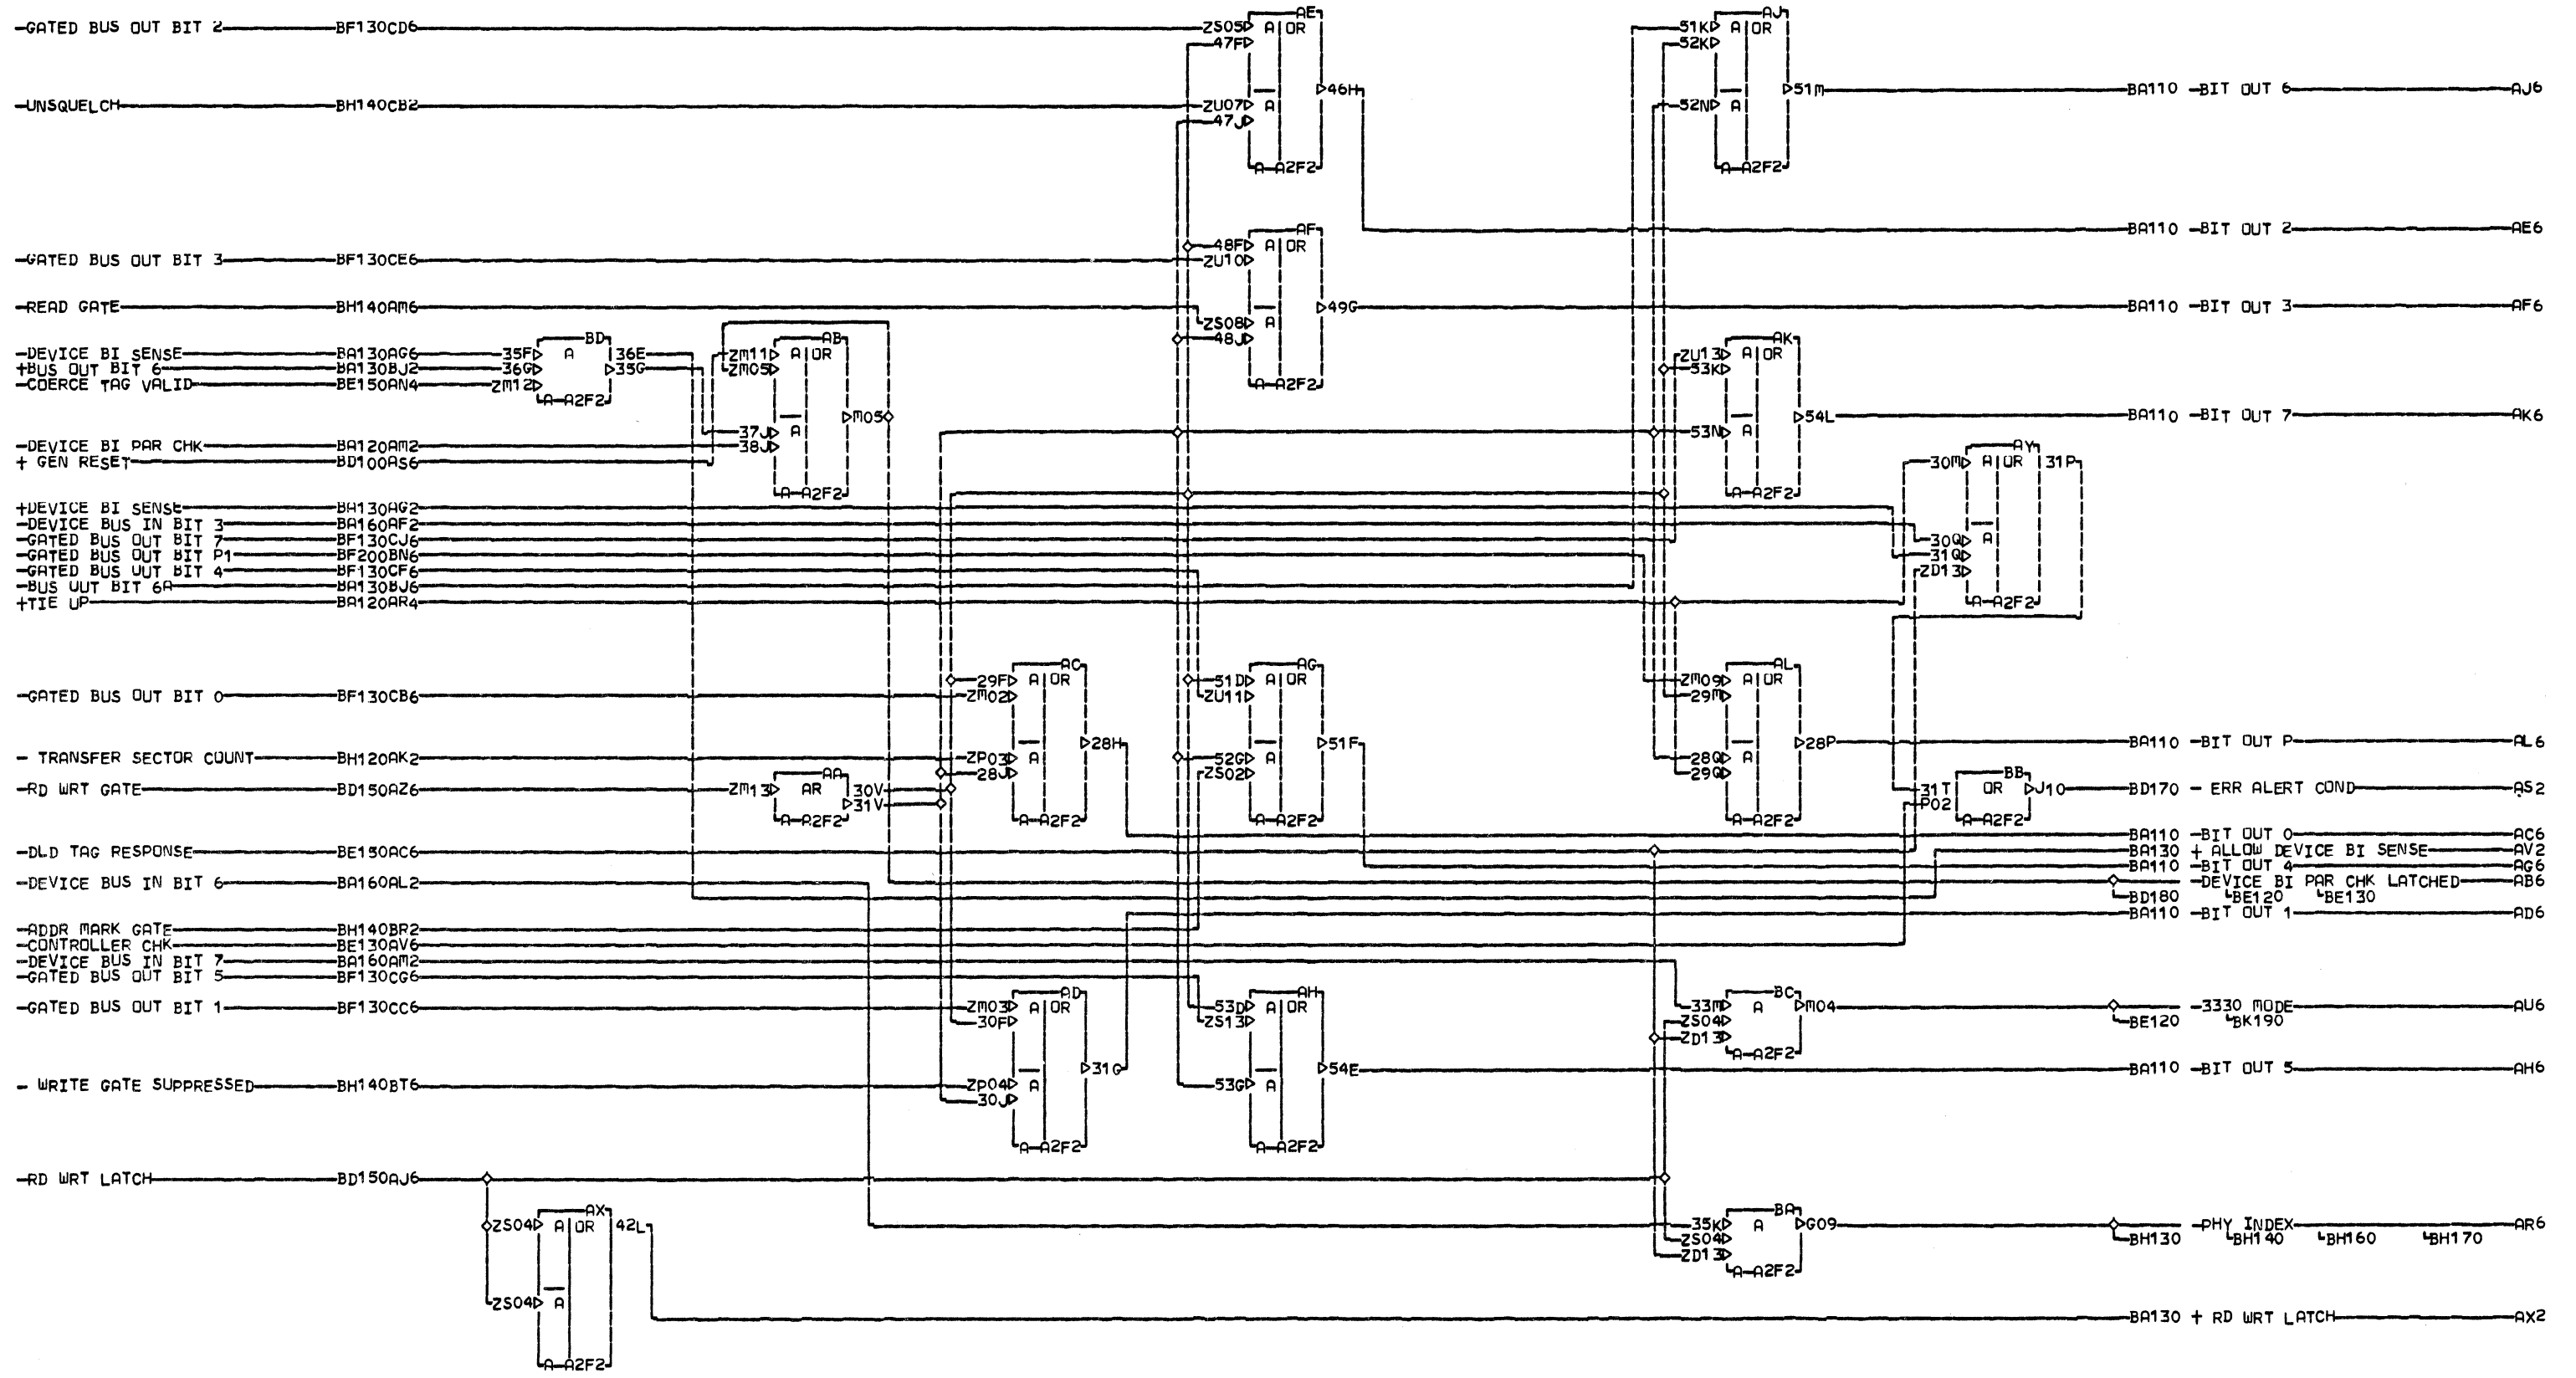 AE AJ
-GATED BUS OUT BIT 2 BF130CD6 ZS05 A OR 51K A OR
47F 52K
46H 51M BA110 -BIT OUT 6 AJ6
-UNSQUELCH BH140CB2 ZU07 A 52N A
47J
A-A2F2 A-A2F2
AF BA110 -BIT OUT 2 AE6
48F A OR
-GATED BUS OUT BIT 3 BF130CE6 ZU10
-READ GATE BH140AM6 49G BA110 -BIT OUT 3 AF6
ZS08 A
BD AB 48J AK
-DEVICE BI SENSE BA130AG6 35F A 36E ZM11 A OR ZU13 A OR
+BUS OUT BIT 6 BA130BJ2 36G 35G ZM05 53K
-COERCE TAG VALID BE150AN4 ZM12 A-A2F2
A-A2F2 M05 54L BA110 -BIT OUT 7 AK6
37J A 53N A
-DEVICE BI PAR CHK BA120AM2 38J AY
+ GEN RESET BD100AS6 30M A OR 31P
A-A2F2 A-A2F2
+DEVICE BI SENSE BA130AG2
-DEVICE BUS IN BIT 3 BA160AF2
-GATED BUS OUT BIT 7 BF130CJ6 30Q A
-GATED BUS OUT BIT P1 BF200BN6 31Q
-GATED BUS OUT BIT 4 BF130CF6 ZD13
-BUS OUT BIT 6A BA130BJ6
+TIE UP BA120AR4 A-A2F2
AC AG AL
29F A OR 51D A OR ZM09 A OR
-GATED BUS OUT BIT 0 BF130CB6 ZM02 ZU11 29M
28H 51F 28P BA110 -BIT OUT P AL6
- TRANSFER SECTOR COUNT BH120AK2 ZP03 A 52G A 28Q A
AA 28J ZS02 29Q BB
-RD WRT GATE BD150AZ6 ZM13 AR 30V 31T OR J10 BD170 - ERR ALERT COND AS2
31V P02
A-A2F2 A-A2F2 A-A2F2 A-A2F2 A-A2F2
BA110 -BIT OUT 0 AC6
-DLD TAG RESPONSE BE150AC6 BA130 + ALLOW DEVICE BI SENSE AV2
BA110 -BIT OUT 4 AG6
-DEVICE BUS IN BIT 6 BA160AL2 -DEVICE BI PAR CHK LATCHED AB6
BD180 BE120 BE130
BA110 -BIT OUT 1 AD6
-ADDR MARK GATE BH140BR2
-CONTROLLER CHK BE130AV6
-DEVICE BUS IN BIT 7 BA160AM2
-GATED BUS OUT BIT 5 BF130CG6
AD AH BC
-GATED BUS OUT BIT 1 BF130CC6 ZM03 A OR 53D A OR 33M A M04 -3330 MODE AU6
30F ZS13 ZS04 BE120 BK190
ZD13
A-A2F2
31G 54E BA110 -BIT OUT 5 AH6
- WRITE GATE SUPPRESSED BH140BT6 ZP04 A 53G A
30J
A-A2F2 A-A2F2
-RD WRT LATCH BD150AJ6
AX BA
ZS04 A OR 42L 35K A G09 -PHY INDEX AR6
ZS04 BH130 BH140 BH160 BH170
ZD13
A-A2F2
ZS04 A
BA130 + RD WRT LATCH AX2
A-A2F2